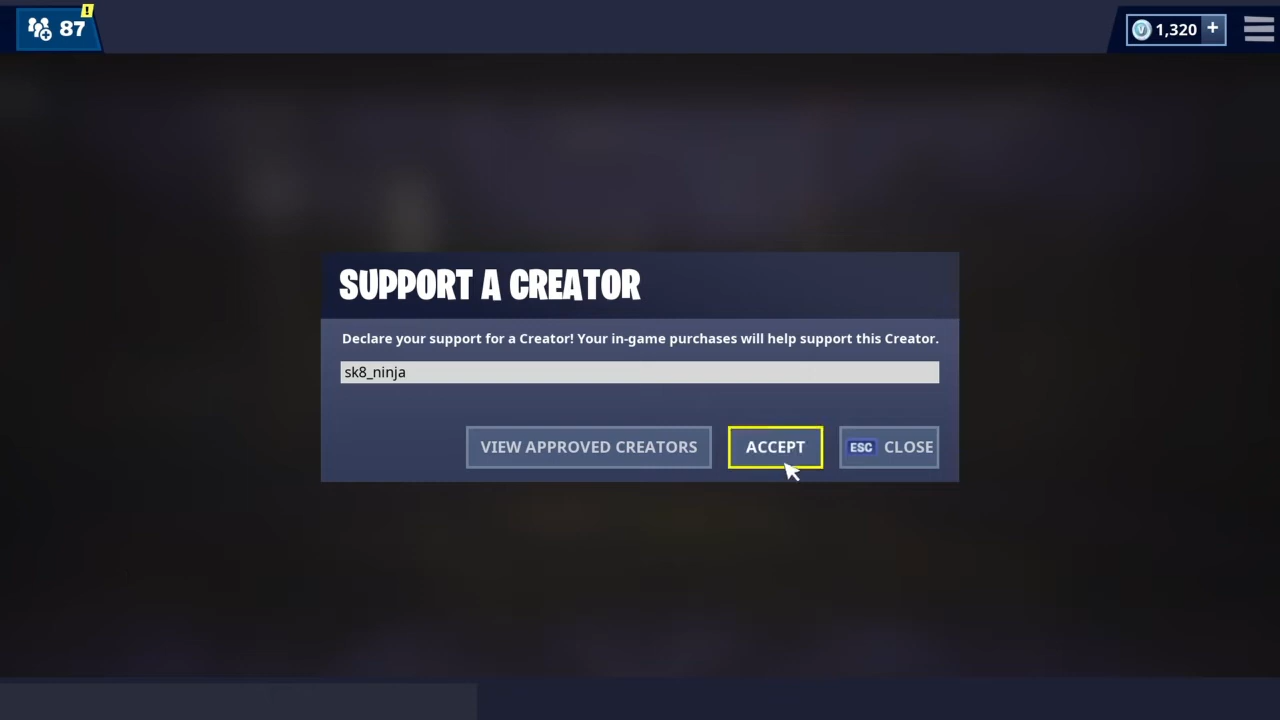 87
!
1,320 +
SUPPORT A CREATOR
Declare your support for a Creator! Your in-game purchases will help support this Creator.
sk8_ninja
VIEW APPROVED CREATORS
ACCEPT
ESC CLOSE